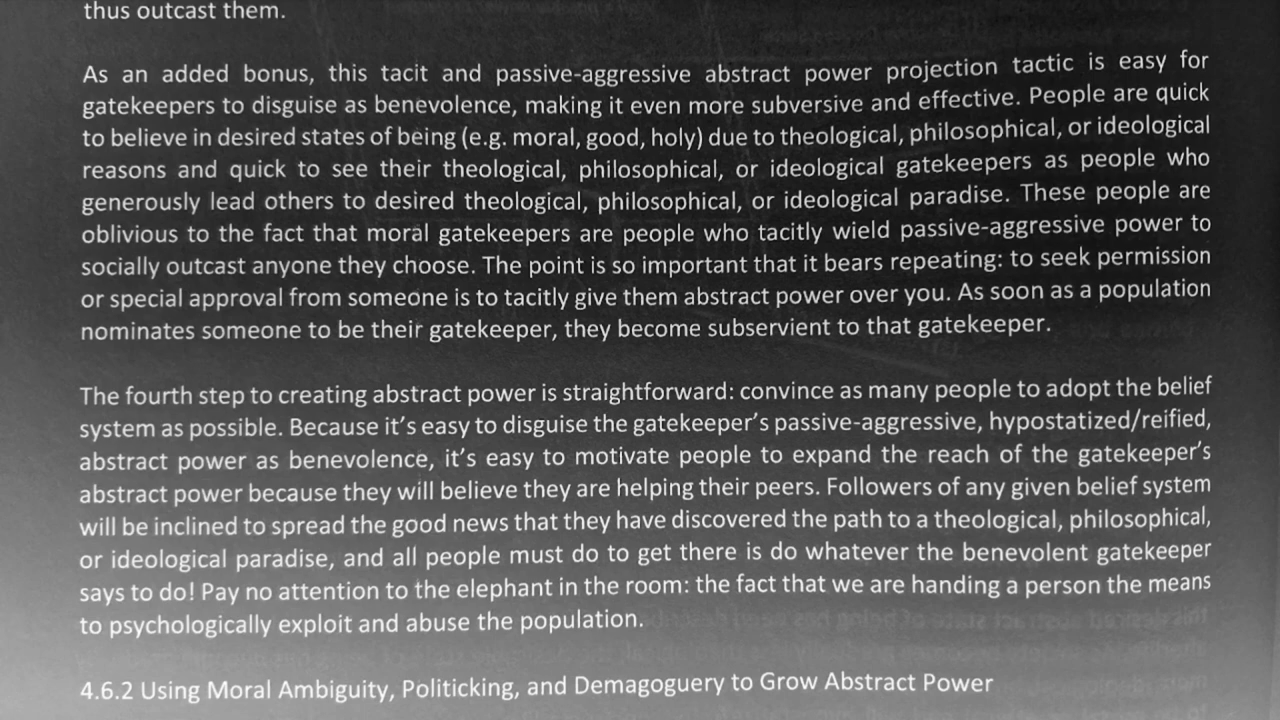 thus outcast them.
As an added bonus, this tacit and passive-aggressive abstract power projection tactic is easy for
gatekeepers to disguise as benevolence, making it even more subversive and effective. People are quick
to believe in desired states of being (e.g. moral, good, holy) due to theological, philosophical, or ideological
reasons and quick to see their theological, philosophical, or ideological gatekeepers as people who
generously lead others to desired theological, philosophical, or ideological paradise. These people are
oblivious to the fact that moral gatekeepers are people who tacitly wield passive-aggressive power to
socially outcast anyone they choose. The point is so important that it bears repeating: to seek permission
or special approval from someone is to tacitly give them abstract power over you. As soon as a population
nominates someone to be their gatekeeper, they become subservient to that gatekeeper.
The fourth step to creating abstract power is straightforward: convince as many people to adopt the belief
system as possible. Because it's easy to disguise the gatekeeper's passive-aggressive, hypostatized/reified,
abstract power as benevolence, it's easy to motivate people to expand the reach of the gatekeeper's
abstract power because they will believe they are helping their peers. Followers of any given belief system
will be inclined to spread the good news that they have discovered the path to a theological, philosophical,
or ideological paradise, and all people must do to get there is do whatever the benevolent gatekeeper
says to do! Pay no attention to the elephant in the room: the fact that we are handing a person the means
to psychologically exploit and abuse the population.
4.6.2 Using Moral Ambiguity, Politicking, and Demagoguery to Grow Abstract Power